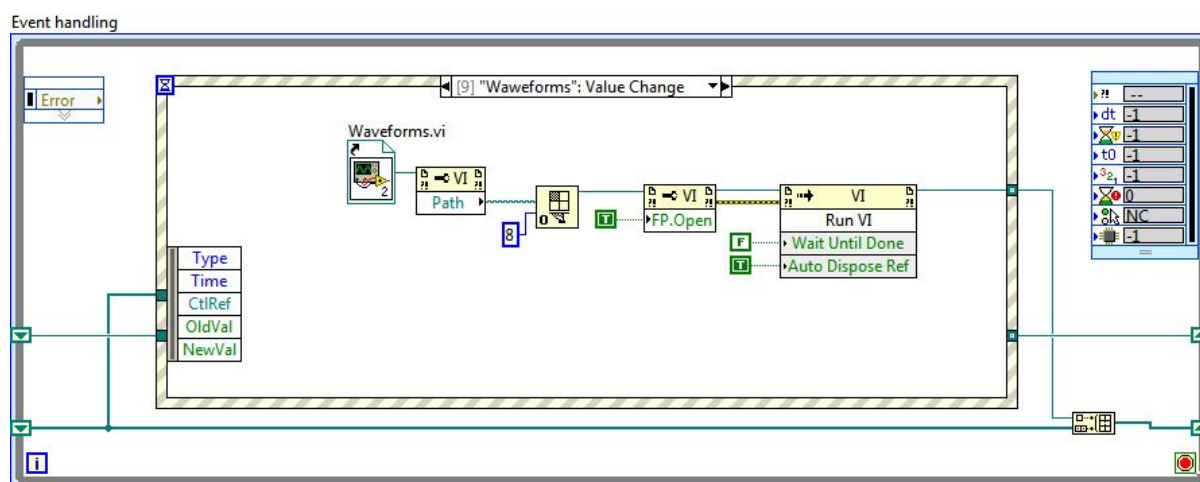 Event handling
[9] "Waweforms": Value Change
Error
Waveforms.vi
2
VI
Path
8
VI
T
FP.Open
VI
Run VI
F
Wait Until Done
T
Auto Dispose Ref
Type
Time
CtlRef
OldVal
NewVal
?! --
dt -1
-1
t0 -1
321 -1
0
NC
-1
i